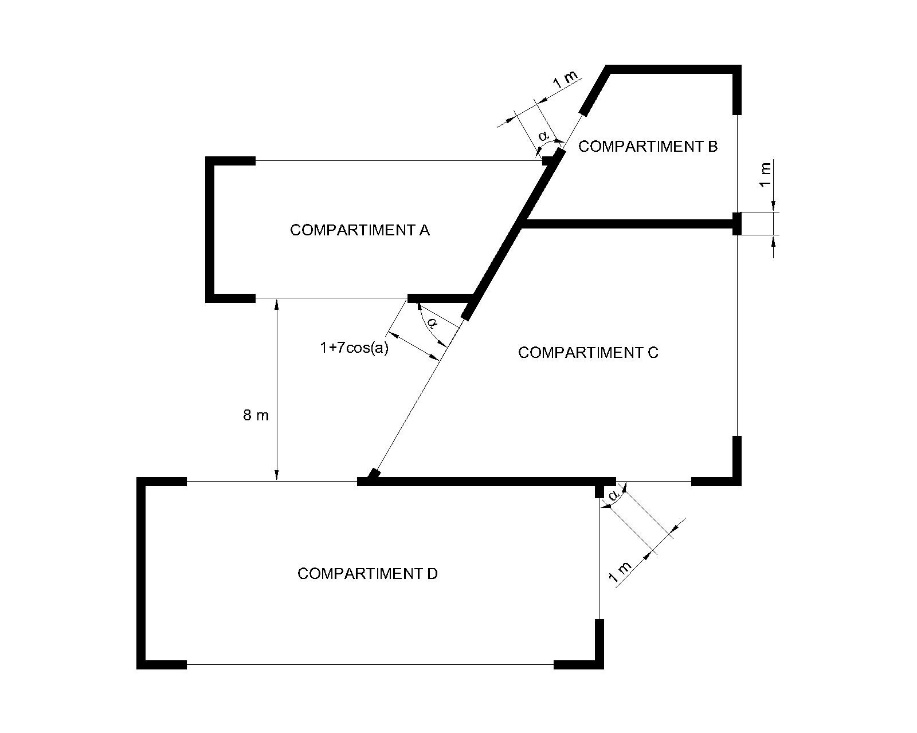 1 m
α
COMPARTIMENT B
1 m
COMPARTIMENT A
α
1+7cos(a)
COMPARTIMENT C
8 m
α
1 m
COMPARTIMENT D